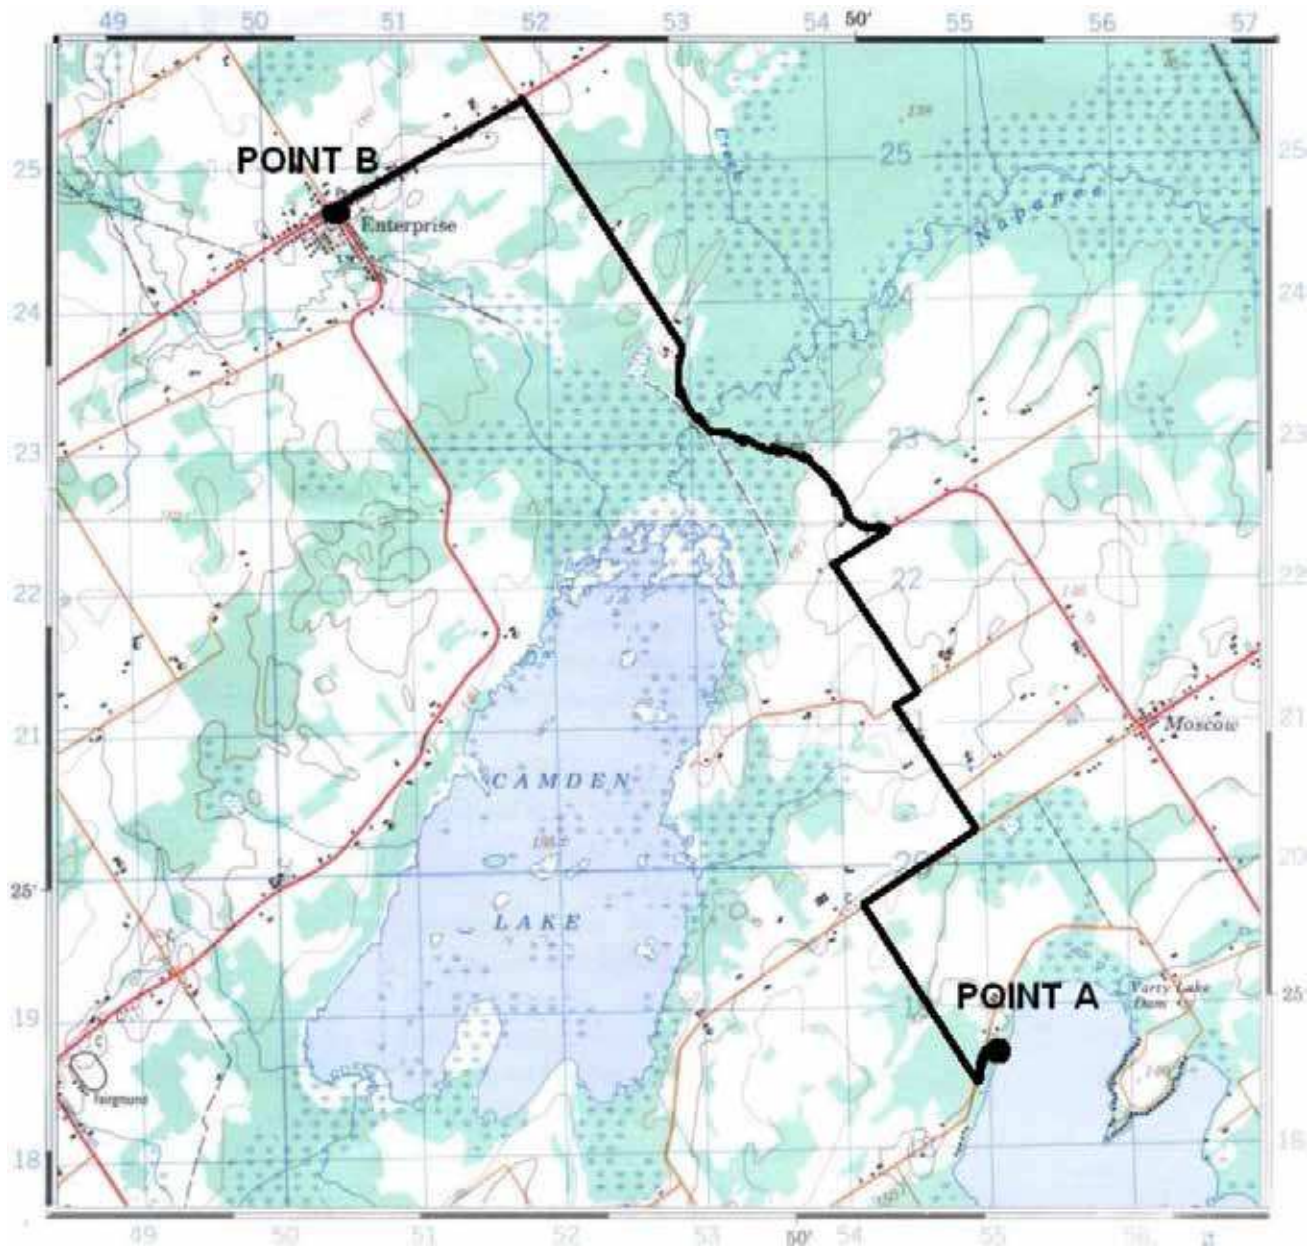 49 50 51 52 53 54 50' 55 56 57
25 POINT B 25 25
Creek
Napanee
Enterprise
24 24 24
23 23 23
22 22 22
21 21
Moscow
CAMDEN
20 20
25'
LAKE
POINT A
Varty Lake
Dam
25'
19
Fairground
18 18
49 50 51 52 53 50' 54 55 56